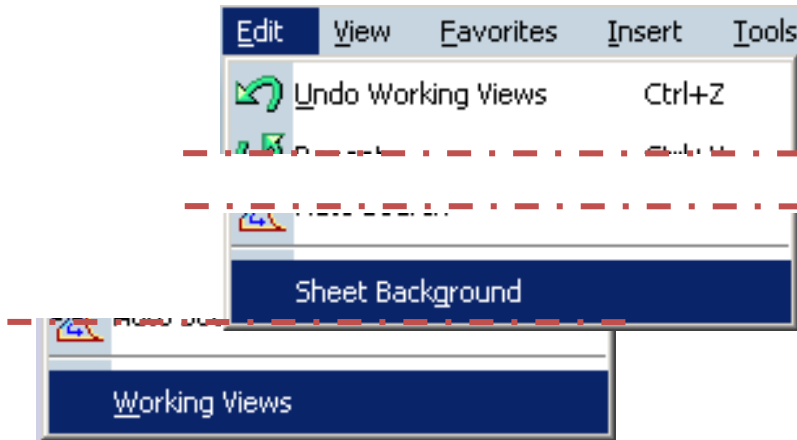 Edit View Favorites Insert Tools
Undo Working Views Ctrl+Z
Sheet Background
Working Views